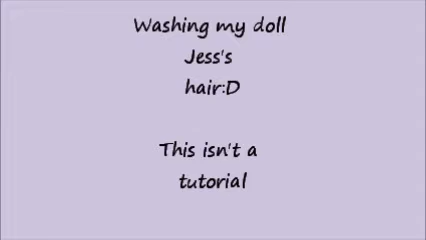 Washing my doll
Jess's
hair:D
This isn't a
tutorial